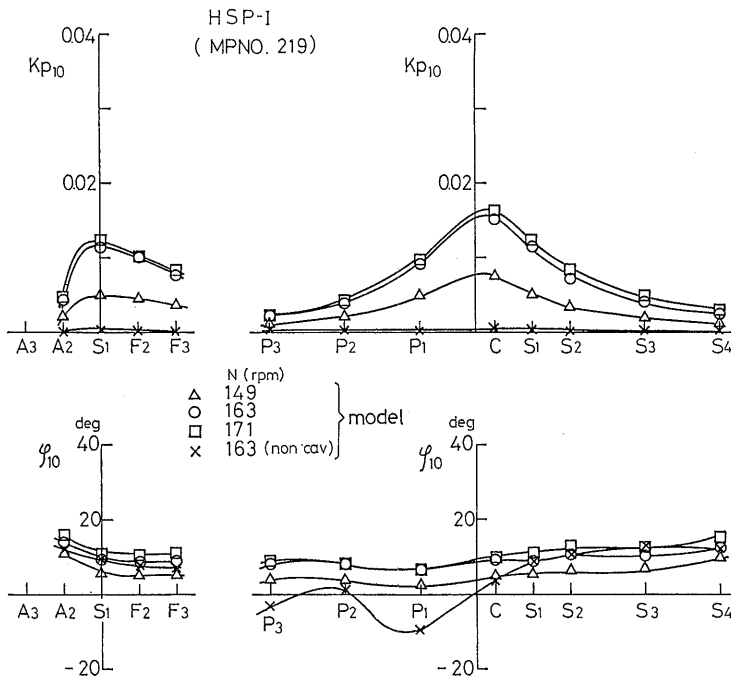 HSP-I
( MPNO. 219)
0.04
Kp10
0.02
A3 A2 S1 F2 F3
0.04
Kp10
0.02
P3 P2 P1 C S1 S2 S3 S4
N (rpm)
△ 149
○ 163
□ 171
× 163 (non cav)
model
deg
40
φ10
20
A3 A2 S1 F2 F3
-20
deg
40
φ10
20
P3 P2 P1 C S1 S2 S3 S4
-20